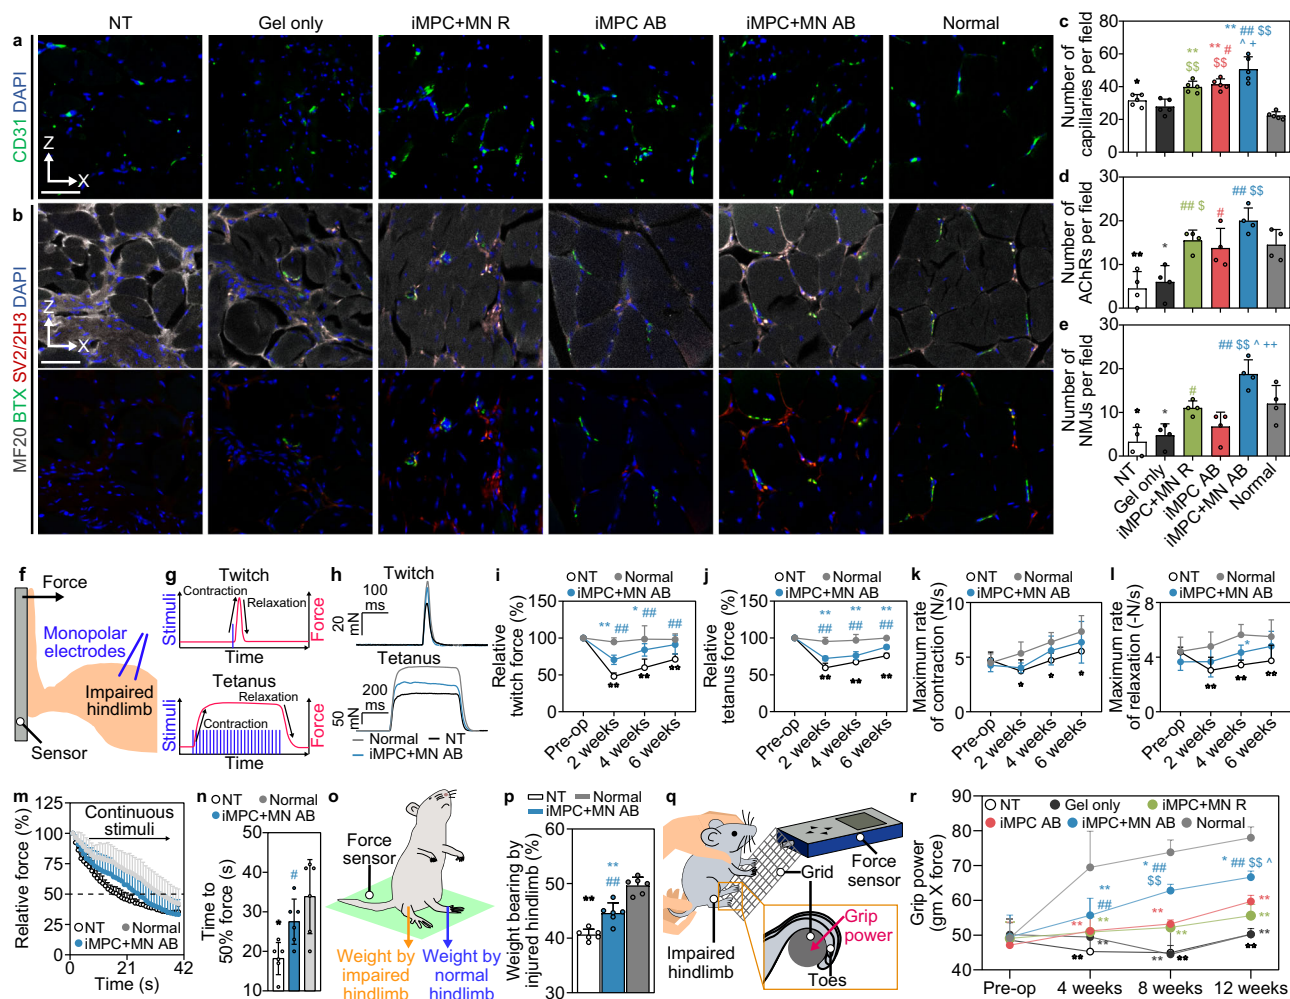 NT Gel only iMPC+MN R iMPC AB iMPC+MN AB Normal
a
CD31 DAPI
Z
X
b
MF20 BTX SV2/2H3 DAPI
Z
X
c
Number of
capillaries per field
80
60
40
20
0
*
**
$$
** #
$$
** ## $$
^ +
d
Number of
AChRs per field
30
20
10
0
**
*
## $
#
## $$
e
Number of
NMJs per field
30
20
10
0
*
*
#
## $$ ^ ++
NT
Gel only
iMPC+MN R
iMPC AB
iMPC+MN AB
Normal
f
Force
Monopolar
electrodes
Impaired
hindlimb
Sensor
g
Twitch
Contraction
Relaxation
Stimuli
Force
Time
Tetanus
Relaxation
Contraction
Stimuli
Force
Time
h
Twitch
100
ms
20
mN
Tetanus
200
ms
50
mN
Normal NT
iMPC+MN AB
i
NT Normal
iMPC+MN AB
Relative
twitch force (%)
150
100
50
0
** ##
* ##
##
**
**
**
Pre-op
2 weeks
4 weeks
6 weeks
j
NT Normal
iMPC+MN AB
Relative
tetanus force (%)
150
100
50
0
** ** **
## ## ##
** ** **
Pre-op
2 weeks
4 weeks
6 weeks
k
NT Normal
iMPC+MN AB
Maximum rate
of contraction (N/s)
10
5
0
* * *
Pre-op
2 weeks
4 weeks
6 weeks
l
NT Normal
iMPC+MN AB
Maximum rate
of relaxation (-N/s)
10
5
0
*
** ** **
Pre-op
2 weeks
4 weeks
6 weeks
m
Relative force (%)
125
100
75
50
25
0
Continuous
stimuli
NT Normal
iMPC+MN AB
0 21 42
Time (s)
n
NT Normal
iMPC+MN AB
Time to
50% force (s)
50
40
30
20
10
*
#
o
Force
sensor
Weight by
impaired
hindlimb
Weight by
normal
hindlimb
p
NT Normal
iMPC+MN AB
Weight bearing by
injured hindlimb (%)
60
50
40
30
**
**
##
q
Force
sensor
Grid
Grip
power
Toes
Impaired
hindlimb
r
NT Gel only iMPC+MN R
iMPC AB iMPC+MN AB Normal
Grip power
(gm X force)
80
70
60
50
40
**
##
**
**
**
* ##
$$
**
**
** **
* ## $$ ^
**
**
**
**
Pre-op 4 weeks 8 weeks 12 weeks